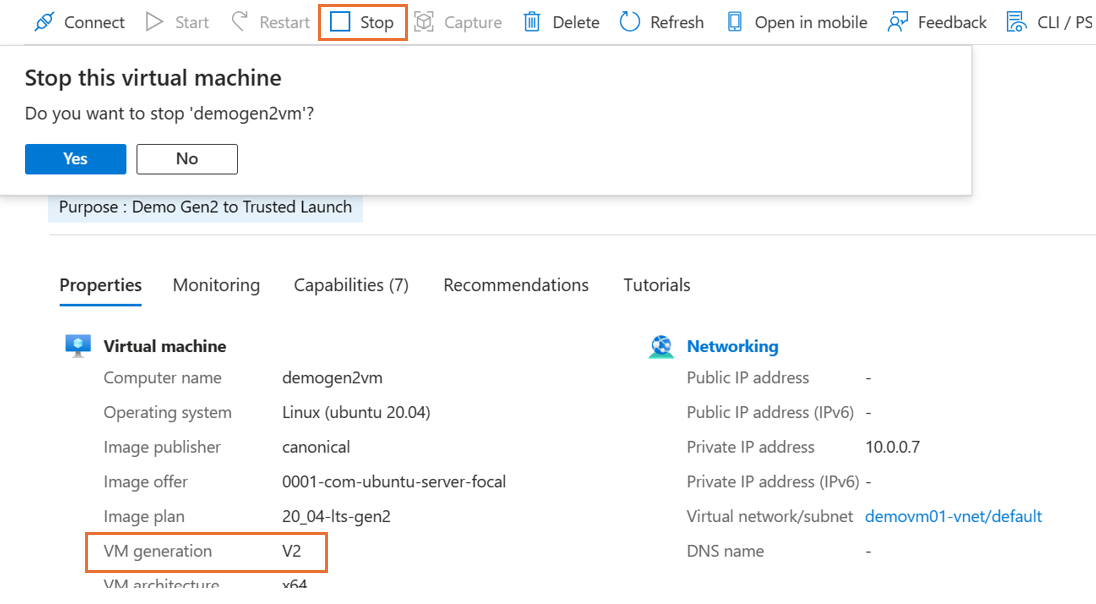 Connect Start Restart Stop Capture Delete Refresh Open in mobile Feedback CLI / PS
Stop this virtual machine
Do you want to stop 'demogen2vm'?
Yes No
Purpose : Demo Gen2 to Trusted Launch
Properties Monitoring Capabilities (7) Recommendations Tutorials
Virtual machine
Computer name demogen2vm
Operating system Linux (ubuntu 20.04)
Image publisher canonical
Image offer 0001-com-ubuntu-server-focal
Image plan 20_04-lts-gen2
VM generation V2
VM architecture x64
Networking
Public IP address -
Public IP address (IPv6) -
Private IP address 10.0.0.7
Private IP address (IPv6) -
Virtual network/subnet demovm01-vnet/default
DNS name -